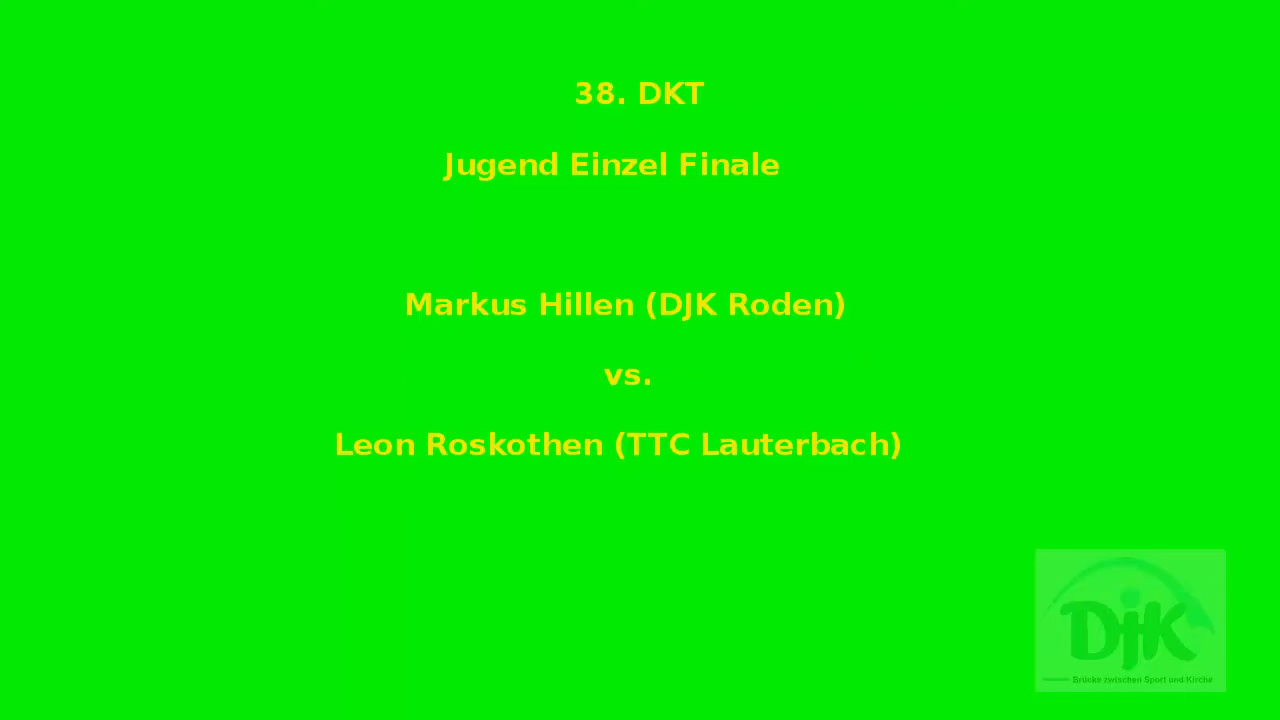 38. DKT
Jugend Einzel Finale
Markus Hillen (DJK Roden)
vs.
Leon Roskothen (TTC Lauterbach)
DjK
Brücke zwischen Sport und Kirche